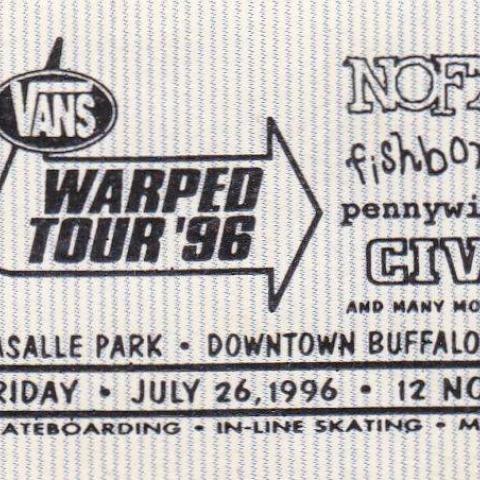 VANS
WARPED
TOUR '96
NOFX
fishbon
pennywi
CIV
AND MANY MO
ASALLE PARK • DOWNTOWN BUFFALO
RIDAY • JULY 26, 1996 • 12 NO
ATEBOARDING • IN-LINE SKATING • M